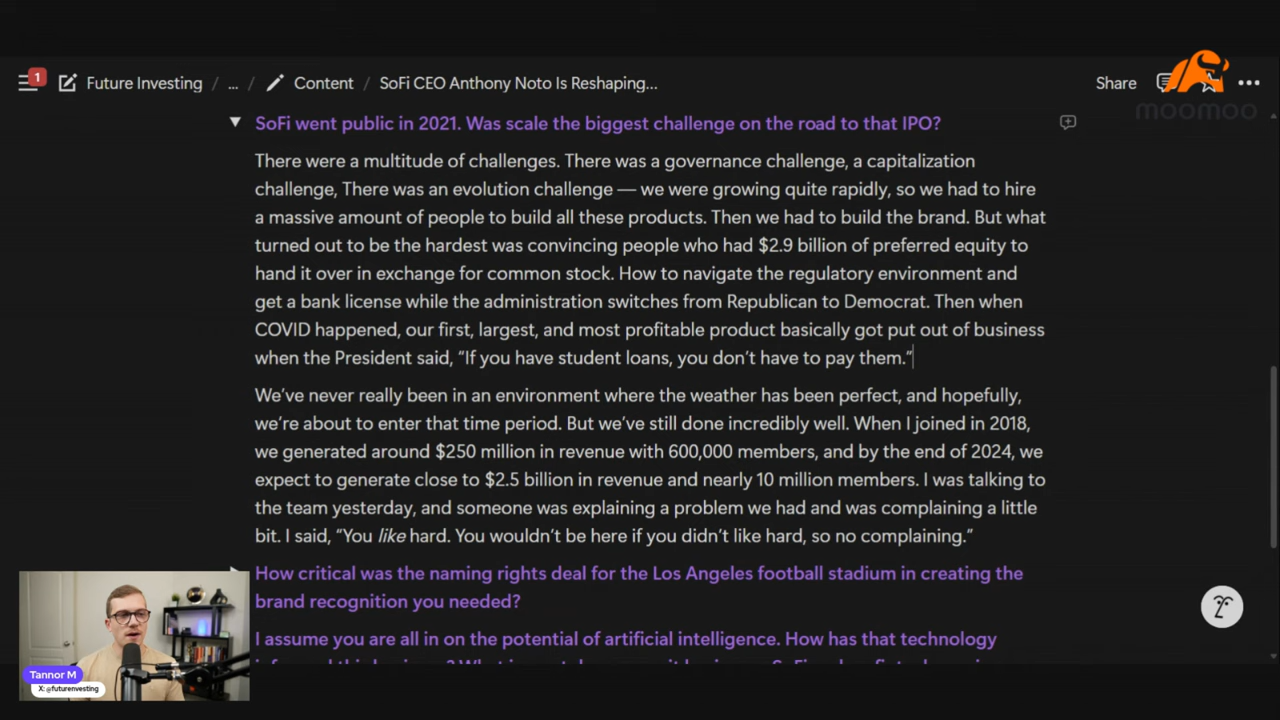 1
Future Investing / ... / Content / SoFi CEO Anthony Noto Is Reshaping...
Share
moomoo
SoFi went public in 2021. Was scale the biggest challenge on the road to that IPO?
There were a multitude of challenges. There was a governance challenge, a capitalization
challenge, There was an evolution challenge — we were growing quite rapidly, so we had to hire
a massive amount of people to build all these products. Then we had to build the brand. But what
turned out to be the hardest was convincing people who had $2.9 billion of preferred equity to
hand it over in exchange for common stock. How to navigate the regulatory environment and
get a bank license while the administration switches from Republican to Democrat. Then when
COVID happened, our first, largest, and most profitable product basically got put out of business
when the President said, “If you have student loans, you don’t have to pay them.”
We’ve never really been in an environment where the weather has been perfect, and hopefully,
we’re about to enter that time period. But we’ve still done incredibly well. When I joined in 2018,
we generated around $250 million in revenue with 600,000 members, and by the end of 2024, we
expect to generate close to $2.5 billion in revenue and nearly 10 million members. I was talking to
the team yesterday, and someone was explaining a problem we had and was complaining a little
bit. I said, “You like hard. You wouldn’t be here if you didn’t like hard, so no complaining.”
How critical was the naming rights deal for the Los Angeles football stadium in creating the
brand recognition you needed?
I assume you are all in on the potential of artificial intelligence. How has that technology
Tannor M
X: @futurenvesting